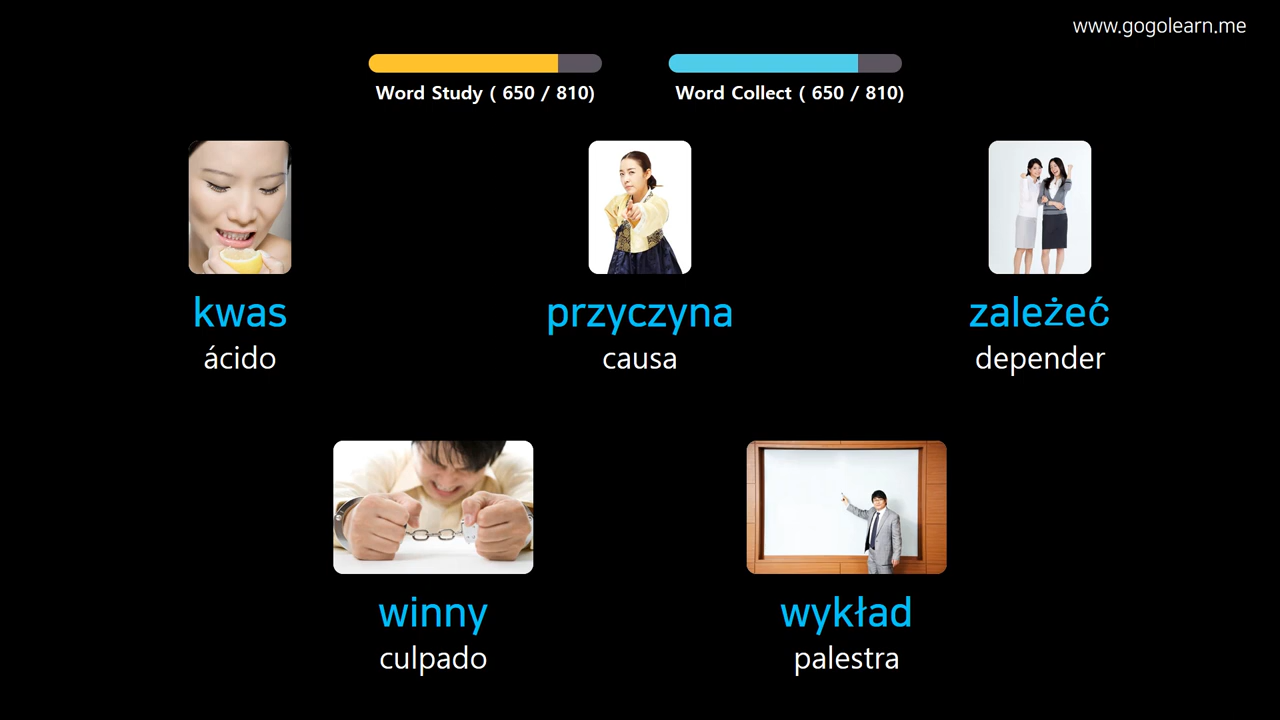 www.gogolearn.me
Word Study ( 650 / 810)
Word Collect ( 650 / 810)
kwas
ácido
przyczyna
causa
zależeć
depender
winny
culpado
wykład
palestra